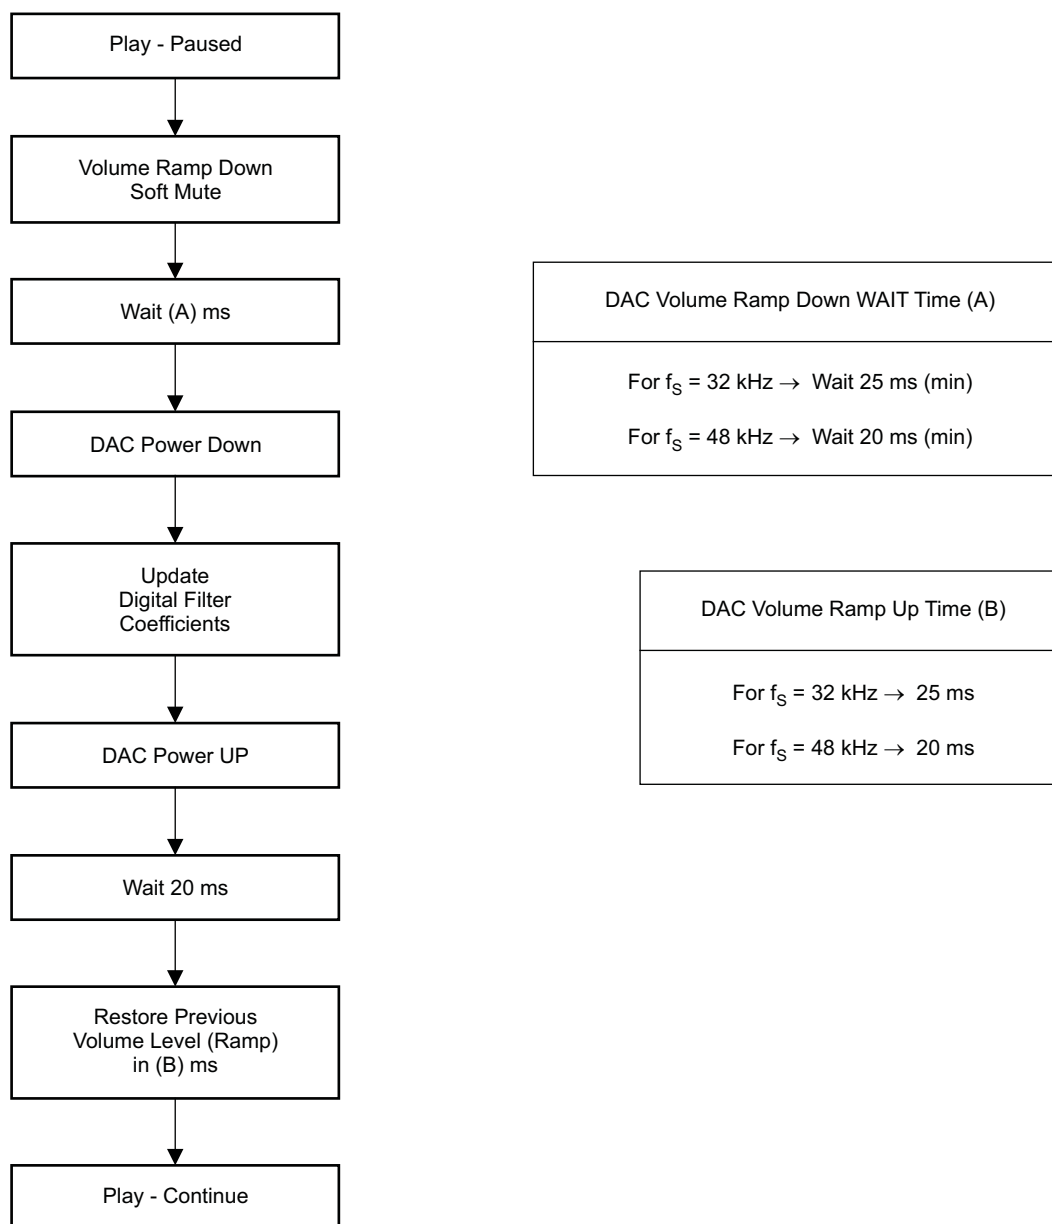 Play - Paused
Volume Ramp Down
Soft Mute
Wait (A) ms
DAC Power Down
Update
Digital Filter
Coefficients
DAC Power UP
Wait 20 ms
Restore Previous
Volume Level (Ramp)
in (B) ms
Play - Continue
DAC Volume Ramp Down WAIT Time (A)
For fS = 32 kHz → Wait 25 ms (min)
For fS = 48 kHz → Wait 20 ms (min)
DAC Volume Ramp Up Time (B)
For fS = 32 kHz → 25 ms
For fS = 48 kHz → 20 ms